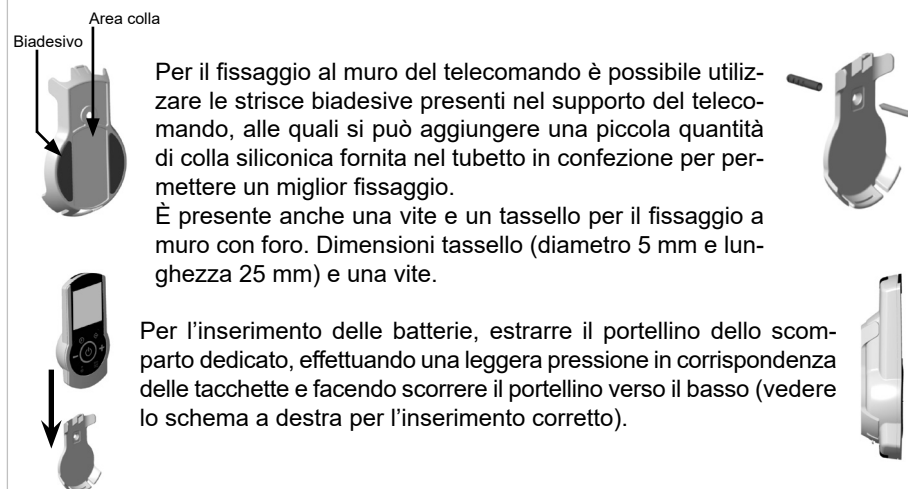 Area colla
Biadesivo
Per il fissaggio al muro del telecomando è possibile utiliz-
zare le strisce biadesive presenti nel supporto del teleco-
mando, alle quali si può aggiungere una piccola quantità
di colla siliconica fornita nel tubetto in confezione per per-
mettere un miglior fissaggio.
È presente anche una vite e un tassello per il fissaggio a
muro con foro. Dimensioni tassello (diametro 5 mm e lun-
ghezza 25 mm) e una vite.
Per l’inserimento delle batterie, estrarre il portellino dello scom-
parto dedicato, effettuando una leggera pressione in corrispondenza
delle tacchette e facendo scorrere il portellino verso il basso (vedere
lo schema a destra per l’inserimento corretto).